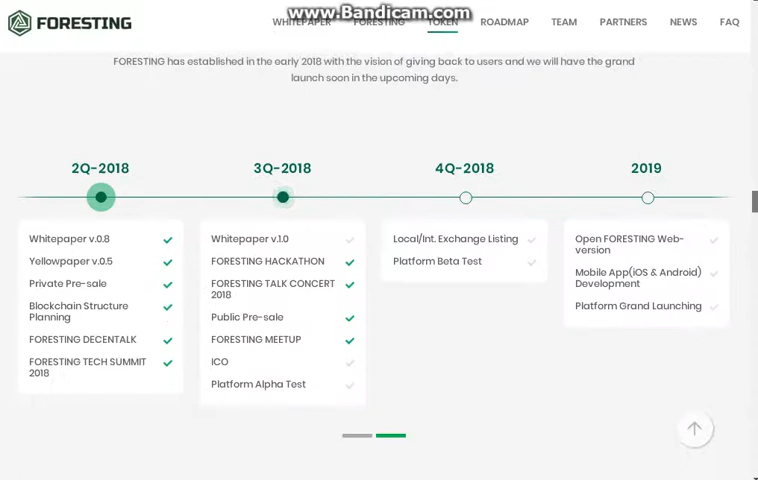 www.Bandicam.com
FORESTING
WHITEPAPER FORESTING TOKEN ROADMAP TEAM PARTNERS NEWS FAQ
FORESTING has established in the early 2018 with the vision of giving back to users and we will have the grand
launch soon in the upcoming days.
2Q-2018
Whitepaper v.0.8
Yellowpaper v.0.5
Private Pre-sale
Blockchain Structure
Planning
FORESTING DECENTALK
FORESTING TECH SUMMIT
2018
3Q-2018
Whitepaper v.1.0
FORESTING HACKATHON
FORESTING TALK CONCERT
2018
Public Pre-sale
FORESTING MEETUP
ICO
Platform Alpha Test
4Q-2018
Local/Int. Exchange Listing
Platform Beta Test
2019
Open FORESTING Web-
version
Mobile App(iOS & Android)
Development
Platform Grand Launching